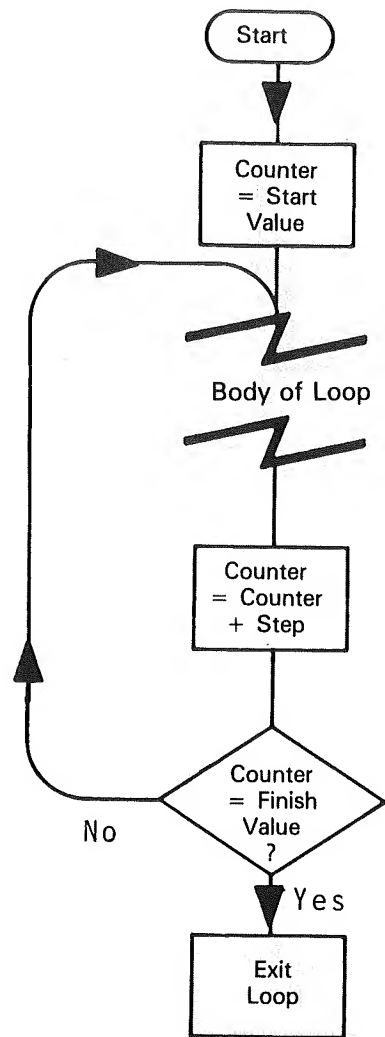 Start
Counter
= Start
Value
Body of Loop
Counter
= Counter
+ Step
Counter
= Finish
Value
?
No
Yes
Exit
Loop